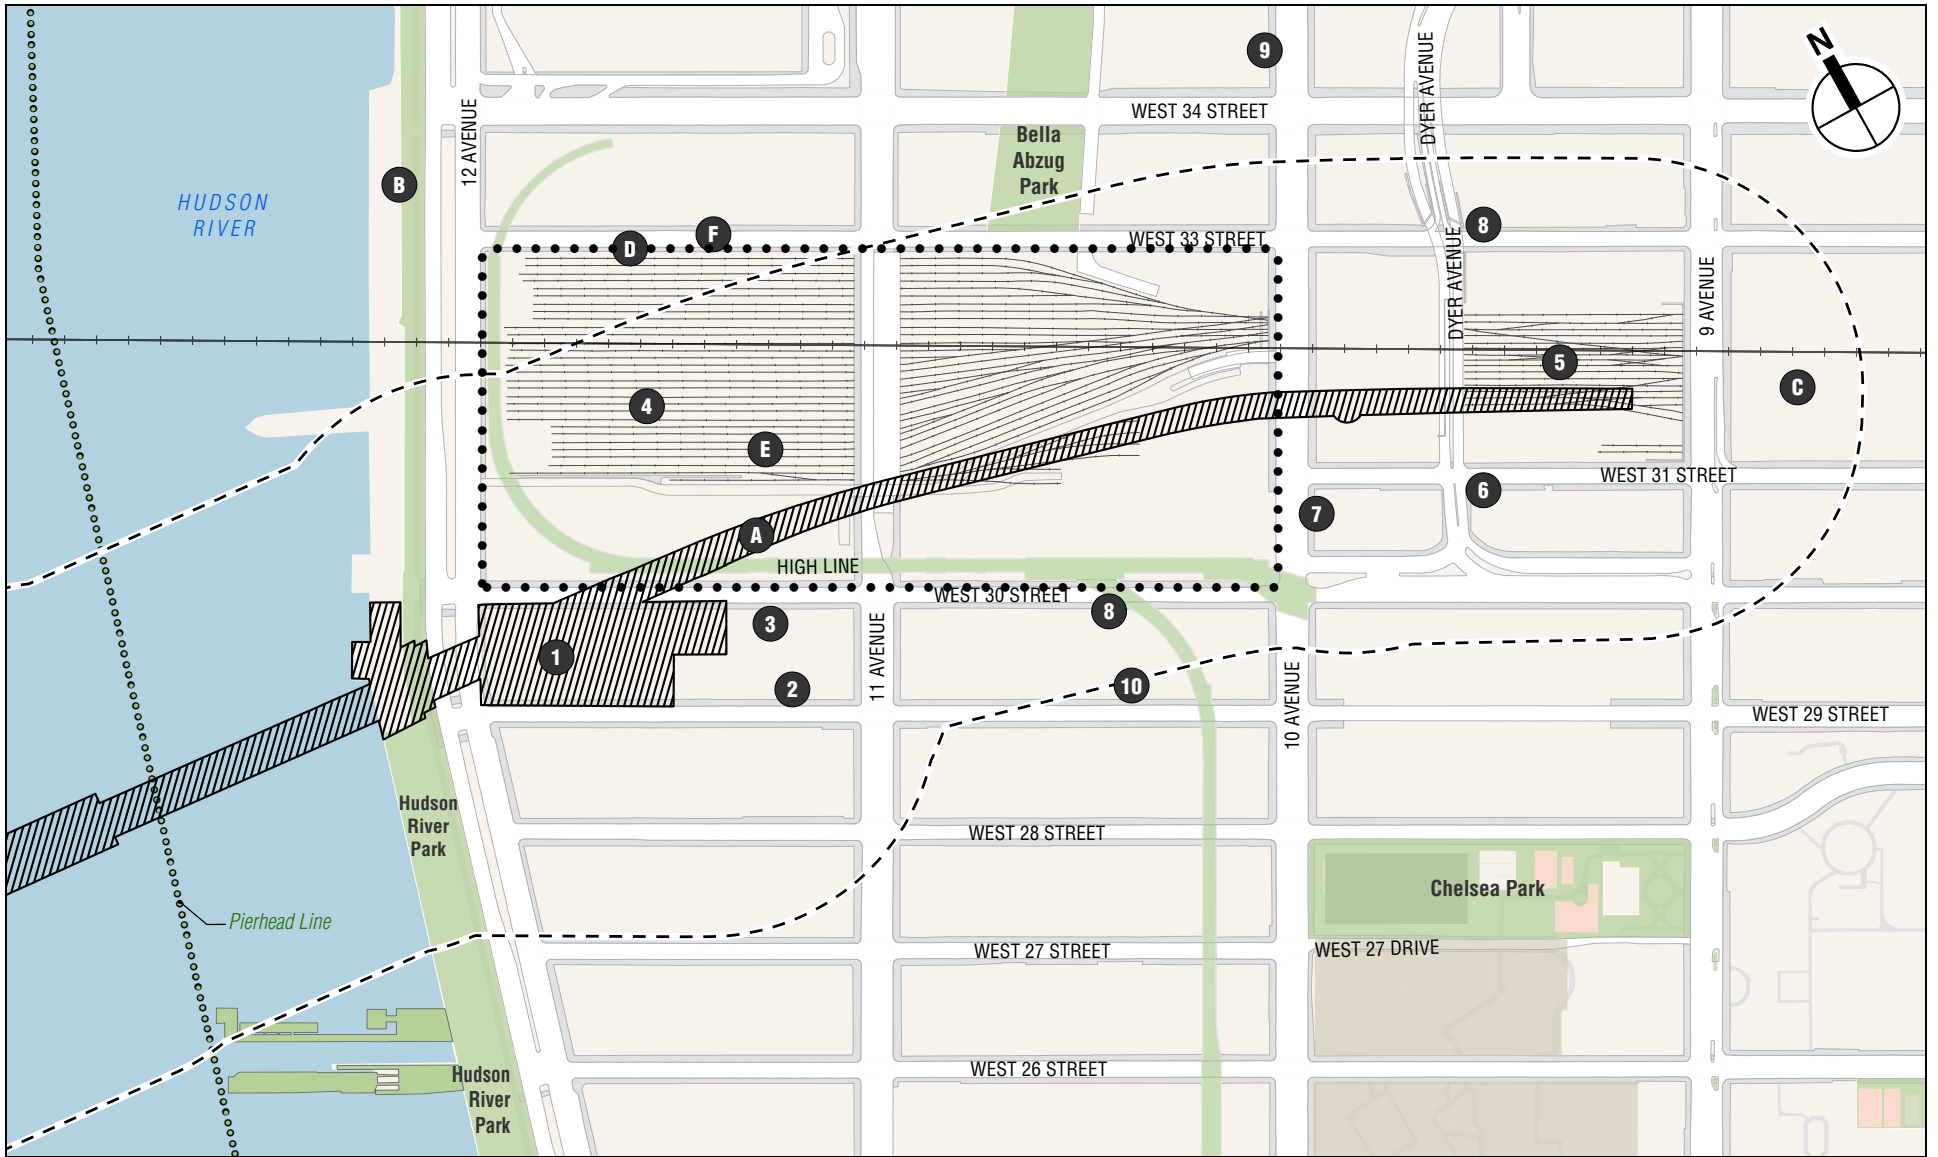 9
N
WEST 34 STREET
DYER AVENUE
12 AVENUE
Bella
Abzug
Park
B
HUDSON
RIVER
F
D
WEST 33 STREET
8
DYER AVENUE
9 AVENUE
5
C
4
E
WEST 31 STREET
6
7
A
HIGH LINE
WEST 30 STREET
8
3
1
2
11 AVENUE
10
10 AVENUE
WEST 29 STREET
Hudson
River
Park
WEST 28 STREET
Chelsea Park
Pierhead Line
WEST 27 STREET
WEST 27 DRIVE
WEST 26 STREET
Hudson
River
Park